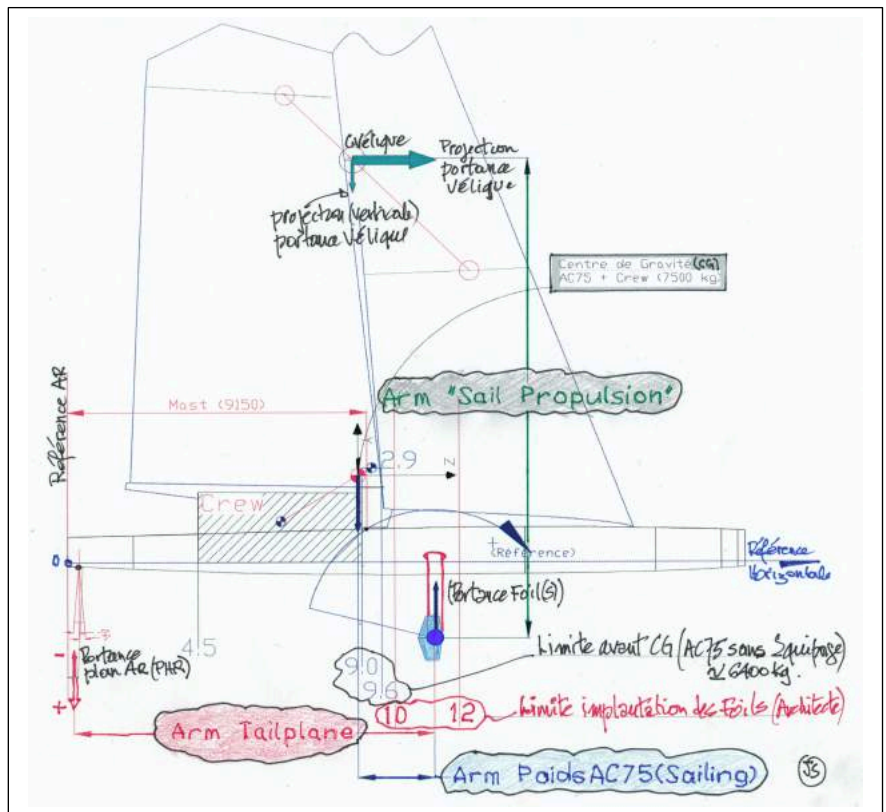 GVélique
Projection
portance
Vélique
projection (verticale)
portance Vélique
Centre de Gravité (CG)
AC75 + Crew (7500 kg
Arm "Sail Propulsion"
Référence AR
Mast (9150)
2.9
Z
Crew
(Référence)
0
Référence
Horizontale
Portance Foil(s)
4.5
-
Portance
plan AR (PHR)
+
9.0
9.6
Limite avant CG (AC75 sans Equipage)
≈ 6400 kg.
10 12
Limite implantation des Foils (Architecte)
Arm Tailplane
Arm Poids AC75 (Sailing)
JS